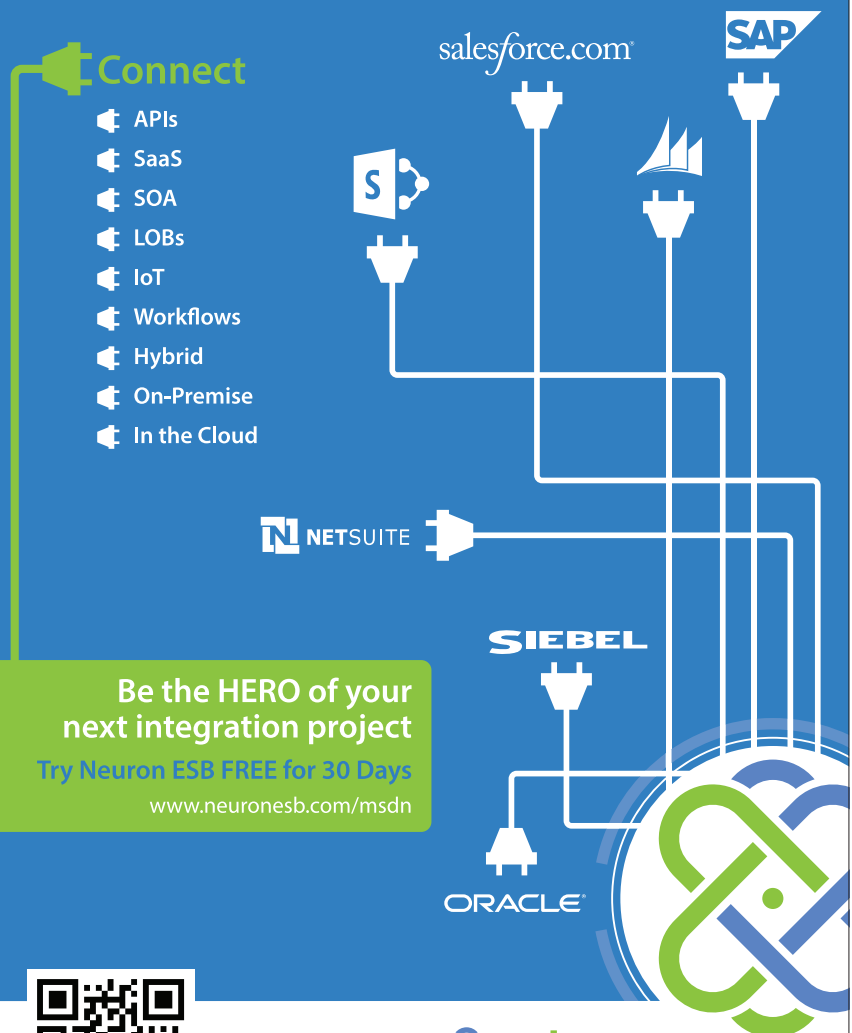 Connect
APIs
SaaS
SOA
LOBs
IoT
Workflows
Hybrid
On-Premise
In the Cloud
salesforce.com
SAP
S
N NETSUITE
SIEBEL
ORACLE
Be the HERO of your
next integration project
Try Neuron ESB FREE for 30 Days
www.neuronesb.com/msdn